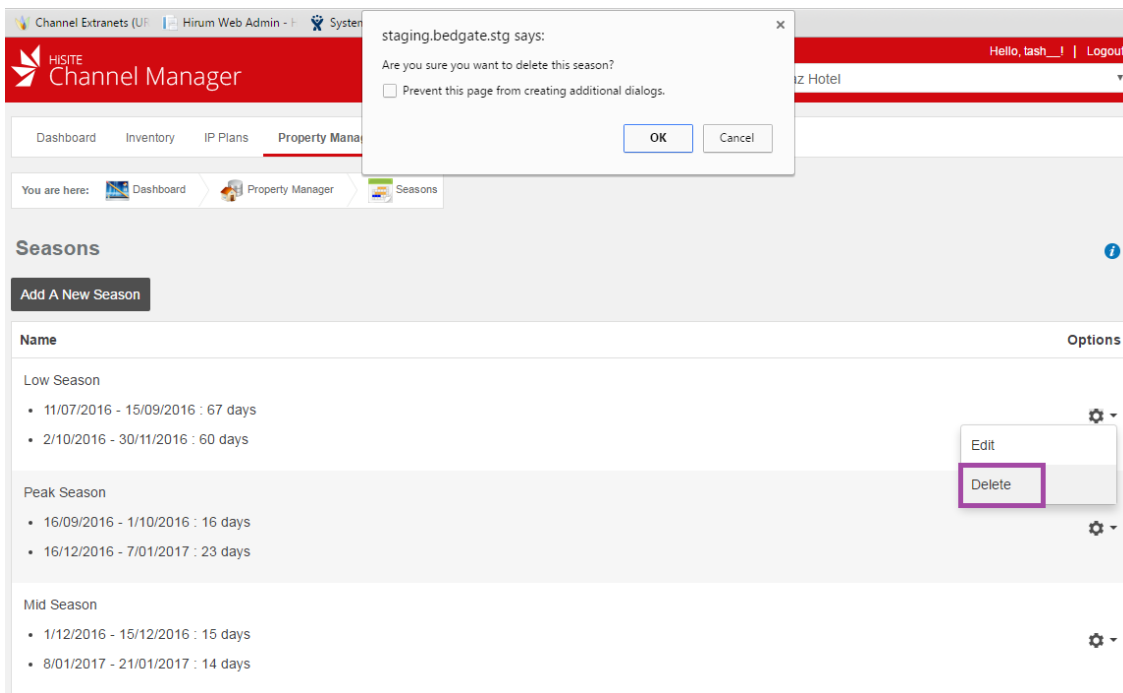 Channel Extranets (UR
Hirum Web Admin - H
System
staging.bedgate.stg says:
Are you sure you want to delete this season?
Prevent this page from creating additional dialogs.
OK
Cancel
HISITE
Channel Manager
Hello, tash__! | Logout
az Hotel
Dashboard
Inventory
IP Plans
Property Mana
You are here:
Dashboard
Property Manager
Seasons
Seasons
Add A New Season
Name
Options
Low Season
• 11/07/2016 - 15/09/2016 : 67 days
• 2/10/2016 - 30/11/2016 : 60 days
Edit
Delete
Peak Season
• 16/09/2016 - 1/10/2016 : 16 days
• 16/12/2016 - 7/01/2017 : 23 days
Mid Season
• 1/12/2016 - 15/12/2016 : 15 days
• 8/01/2017 - 21/01/2017 : 14 days